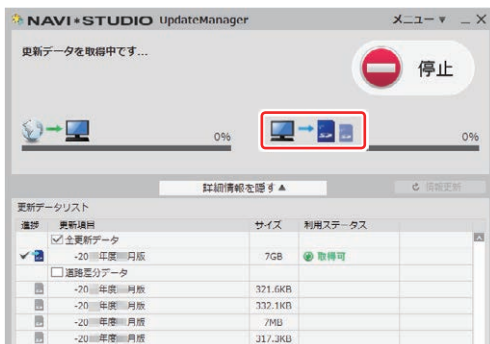 NAVI*STUDIO UpdateManager メニュー ▼ _ X
更新データを取得中です...
停止
0% 0%
詳細情報を隠す▲ 情報更新
更新データリスト
進捗 更新項目 サイズ 利用ステータス
全更新データ
-20 年度 月版 7GB 取得可
道路差分データ
-20 年度 月版 321.6KB
-20 年度 月版 332.1KB
-20 年度 月版 7MB
-20 年度 月版 317.3KB